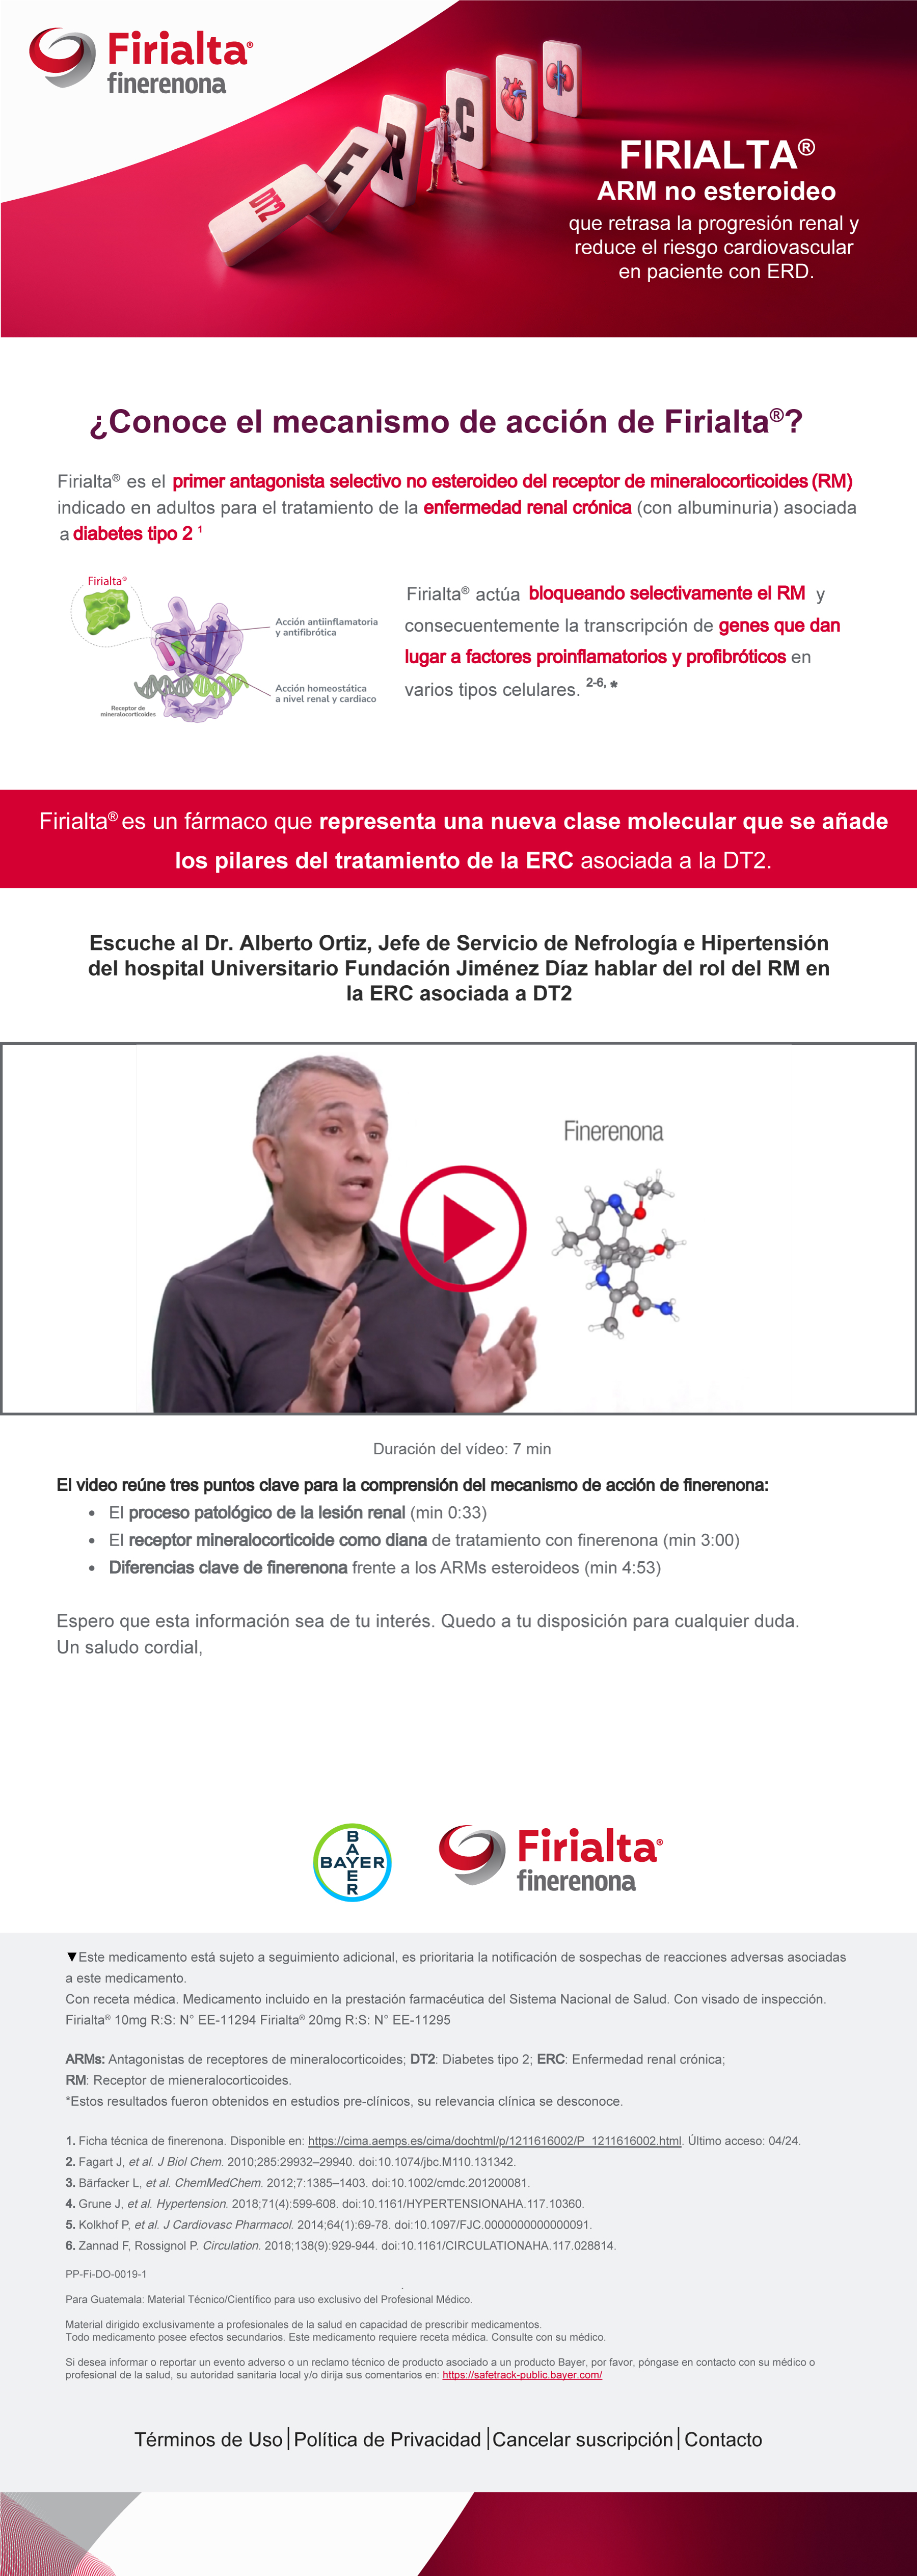 Firialta®
finerenona
DT2
E
R
C
FIRIALTA®
ARM no esteroideo
que retrasa la progresión renal y
reduce el riesgo cardiovascular
en paciente con ERD.
¿Conoce el mecanismo de acción de Firialta®?
Firialta® es el primer antagonista selectivo no esteroideo del receptor de mineralocorticoides (RM)
indicado en adultos para el tratamiento de la enfermedad renal crónica (con albuminuria) asociada
a diabetes tipo 2 ¹
Firialta®
Acción antiinflamatoria
y antifibrótica
Acción homeostática
a nivel renal y cardiaco
Receptor de
mineralocorticoides
Firialta® actúa bloqueando selectivamente el RM y
consecuentemente la transcripción de genes que dan
lugar a factores proinflamatorios y profibróticos en
varios tipos celulares. 2-6, *
Firialta® es un fármaco que representa una nueva clase molecular que se añade
los pilares del tratamiento de la ERC asociada a la DT2.
Escuche al Dr. Alberto Ortiz, Jefe de Servicio de Nefrología e Hipertensión
del hospital Universitario Fundación Jiménez Díaz hablar del rol del RM en
la ERC asociada a DT2
Finerenona
Duración del vídeo: 7 min
El video reúne tres puntos clave para la comprensión del mecanismo de acción de finerenona:
• El proceso patológico de la lesión renal (min 0:33)
• El receptor mineralocorticoide como diana de tratamiento con finerenona (min 3:00)
• Diferencias clave de finerenona frente a los ARMs esteroideos (min 4:53)
Espero que esta información sea de tu interés. Quedo a tu disposición para cualquier duda.
Un saludo cordial,
BAYER
BAYER
Firialta®
finerenona
▼Este medicamento está sujeto a seguimiento adicional, es prioritaria la notificación de sospechas de reacciones adversas asociadas
a este medicamento.
Con receta médica. Medicamento incluido en la prestación farmacéutica del Sistema Nacional de Salud. Con visado de inspección.
Firialta® 10mg R:S: N° EE-11294 Firialta® 20mg R:S: N° EE-11295
ARMs: Antagonistas de receptores de mineralocorticoides; DT2: Diabetes tipo 2; ERC: Enfermedad renal crónica;
RM: Receptor de mieneralocorticoides.
*Estos resultados fueron obtenidos en estudios pre-clínicos, su relevancia clínica se desconoce.
1. Ficha técnica de finerenona. Disponible en: https://cima.aemps.es/cima/dochtml/p/1211616002/P_1211616002.html. Último acceso: 04/24.
2. Fagart J, et al. J Biol Chem. 2010;285:29932–29940. doi:10.1074/jbc.M110.131342.
3. Bärfacker L, et al. ChemMedChem. 2012;7:1385–1403. doi:10.1002/cmdc.201200081.
4. Grune J, et al. Hypertension. 2018;71(4):599-608. doi:10.1161/HYPERTENSIONAHA.117.10360.
5. Kolkhof P, et al. J Cardiovasc Pharmacol. 2014;64(1):69-78. doi:10.1097/FJC.0000000000000091.
6. Zannad F, Rossignol P. Circulation. 2018;138(9):929-944. doi:10.1161/CIRCULATIONAHA.117.028814.
PP-Fi-DO-0019-1
Para Guatemala: Material Técnico/Científico para uso exclusivo del Profesional Médico.
Material dirigido exclusivamente a profesionales de la salud en capacidad de prescribir medicamentos.
Todo medicamento posee efectos secundarios. Este medicamento requiere receta médica. Consulte con su médico.
Si desea informar o reportar un evento adverso o un reclamo técnico de producto asociado a un producto Bayer, por favor, póngase en contacto con su médico o
profesional de la salud, su autoridad sanitaria local y/o dirija sus comentarios en: https://safetrack-public.bayer.com/
Términos de Uso|Política de Privacidad|Cancelar suscripción|Contacto